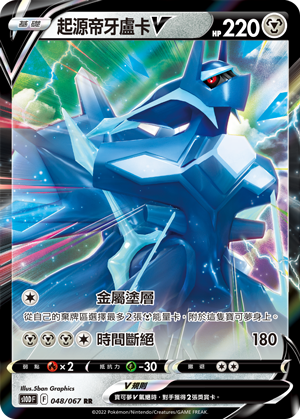 基礎 起源帝牙盧卡V HP 220
金屬塗層
從自己的棄牌區選擇最多2張能量卡,附於這隻寶可夢身上。
時間斷絕 180
弱點 ×2 抵抗力 -30 撤退
Illus.5ban Graphics
V規則
s10D F F 048/067 RR
寶可夢V【氣絕】時,對手獲得2張獎賞卡。
©2022 Pokémon/Nintendo/Creatures/GAME FREAK.